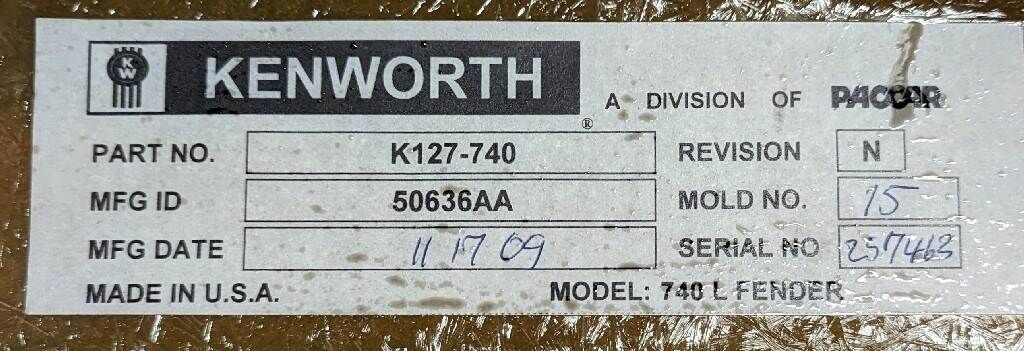 KW KENWORTH ® A DIVISION OF PACCAR
PART NO. K127-740 REVISION N
MFG ID 50636AA MOLD NO. 15
MFG DATE 11 17 09 SERIAL NO 257463
MADE IN U.S.A. MODEL: 740 L FENDER